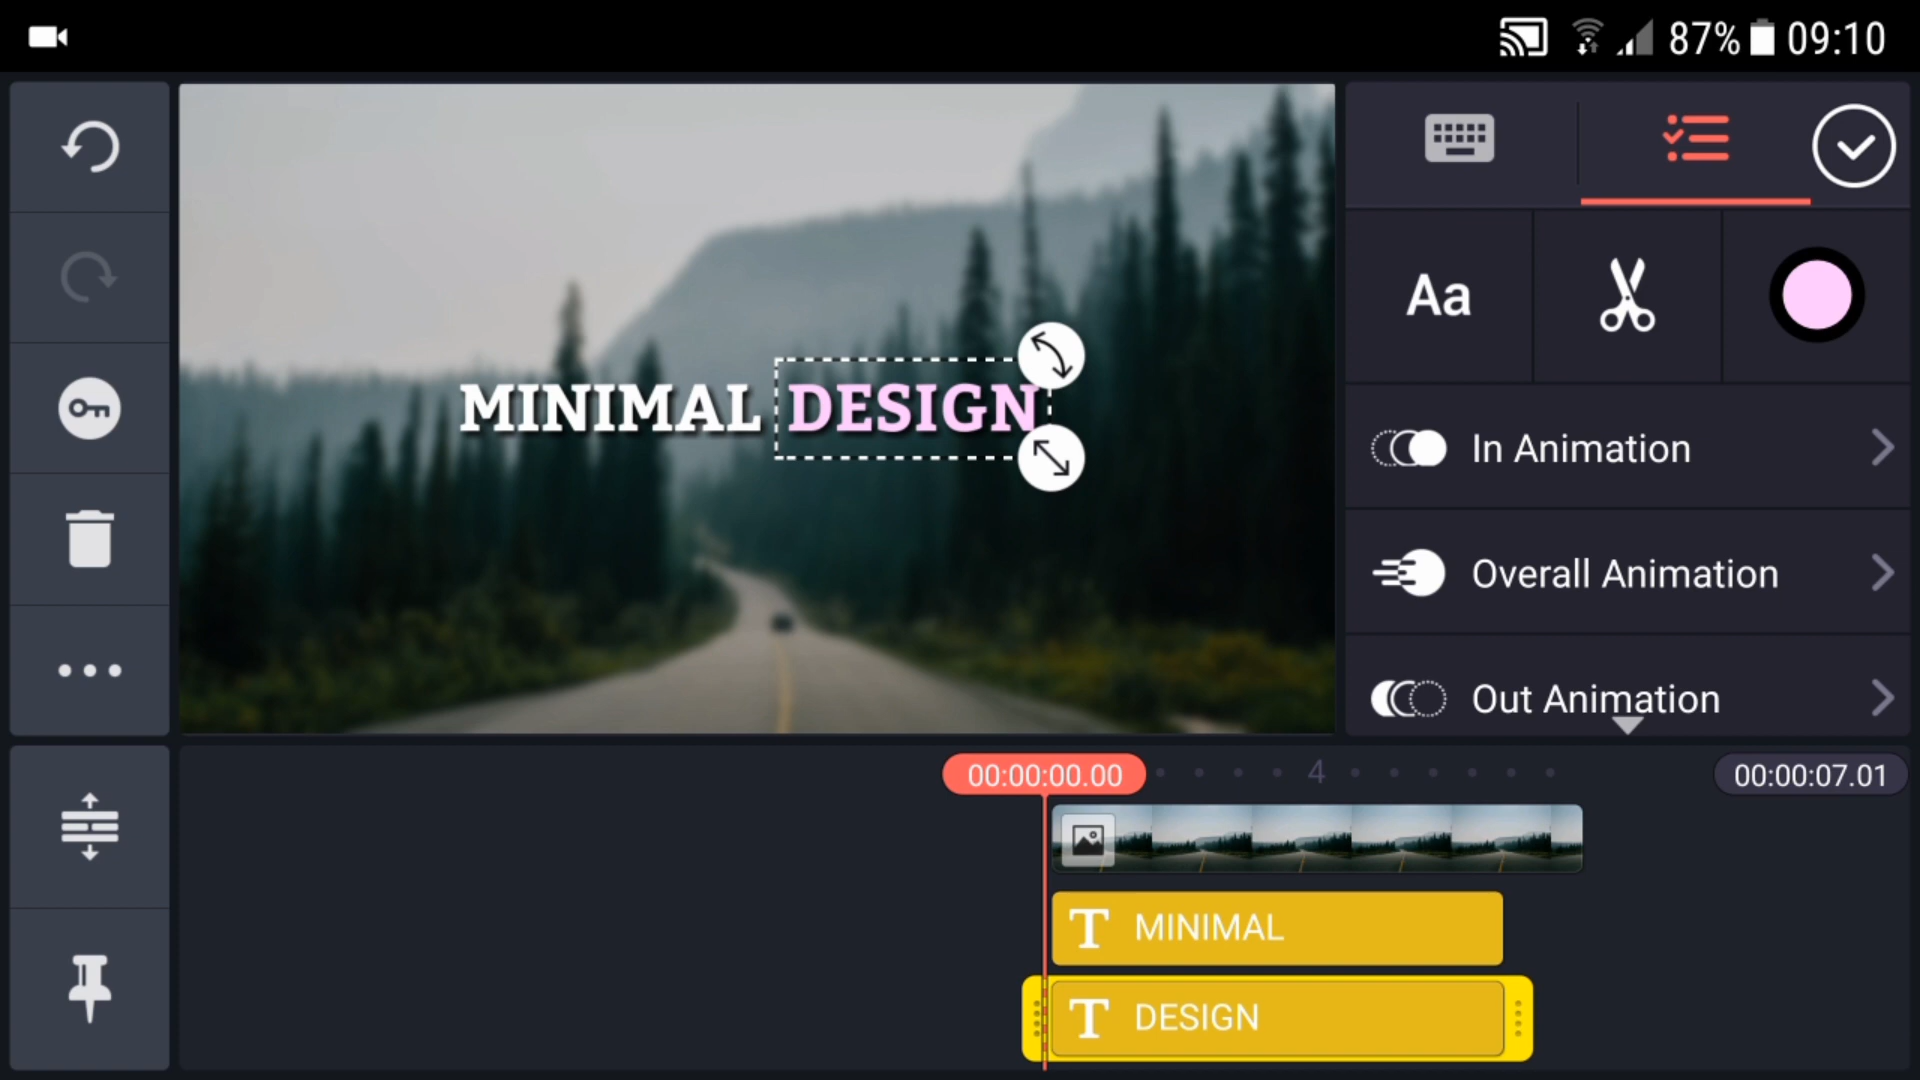 87% 09:10
MINIMAL DESIGN
Aa
In Animation
Overall Animation
Out Animation
00:00:00.00 4 00:00:07.01
T MINIMAL
T DESIGN